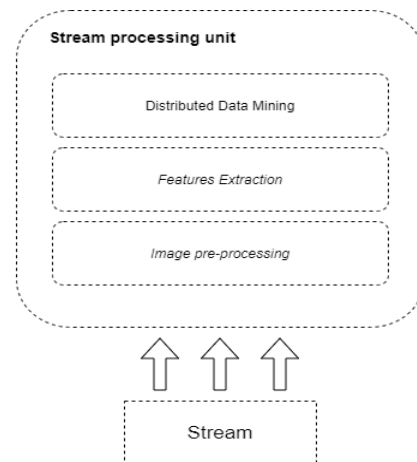 Stream processing unit
Distributed Data Mining
Features Extraction
Image pre-processing
Stream